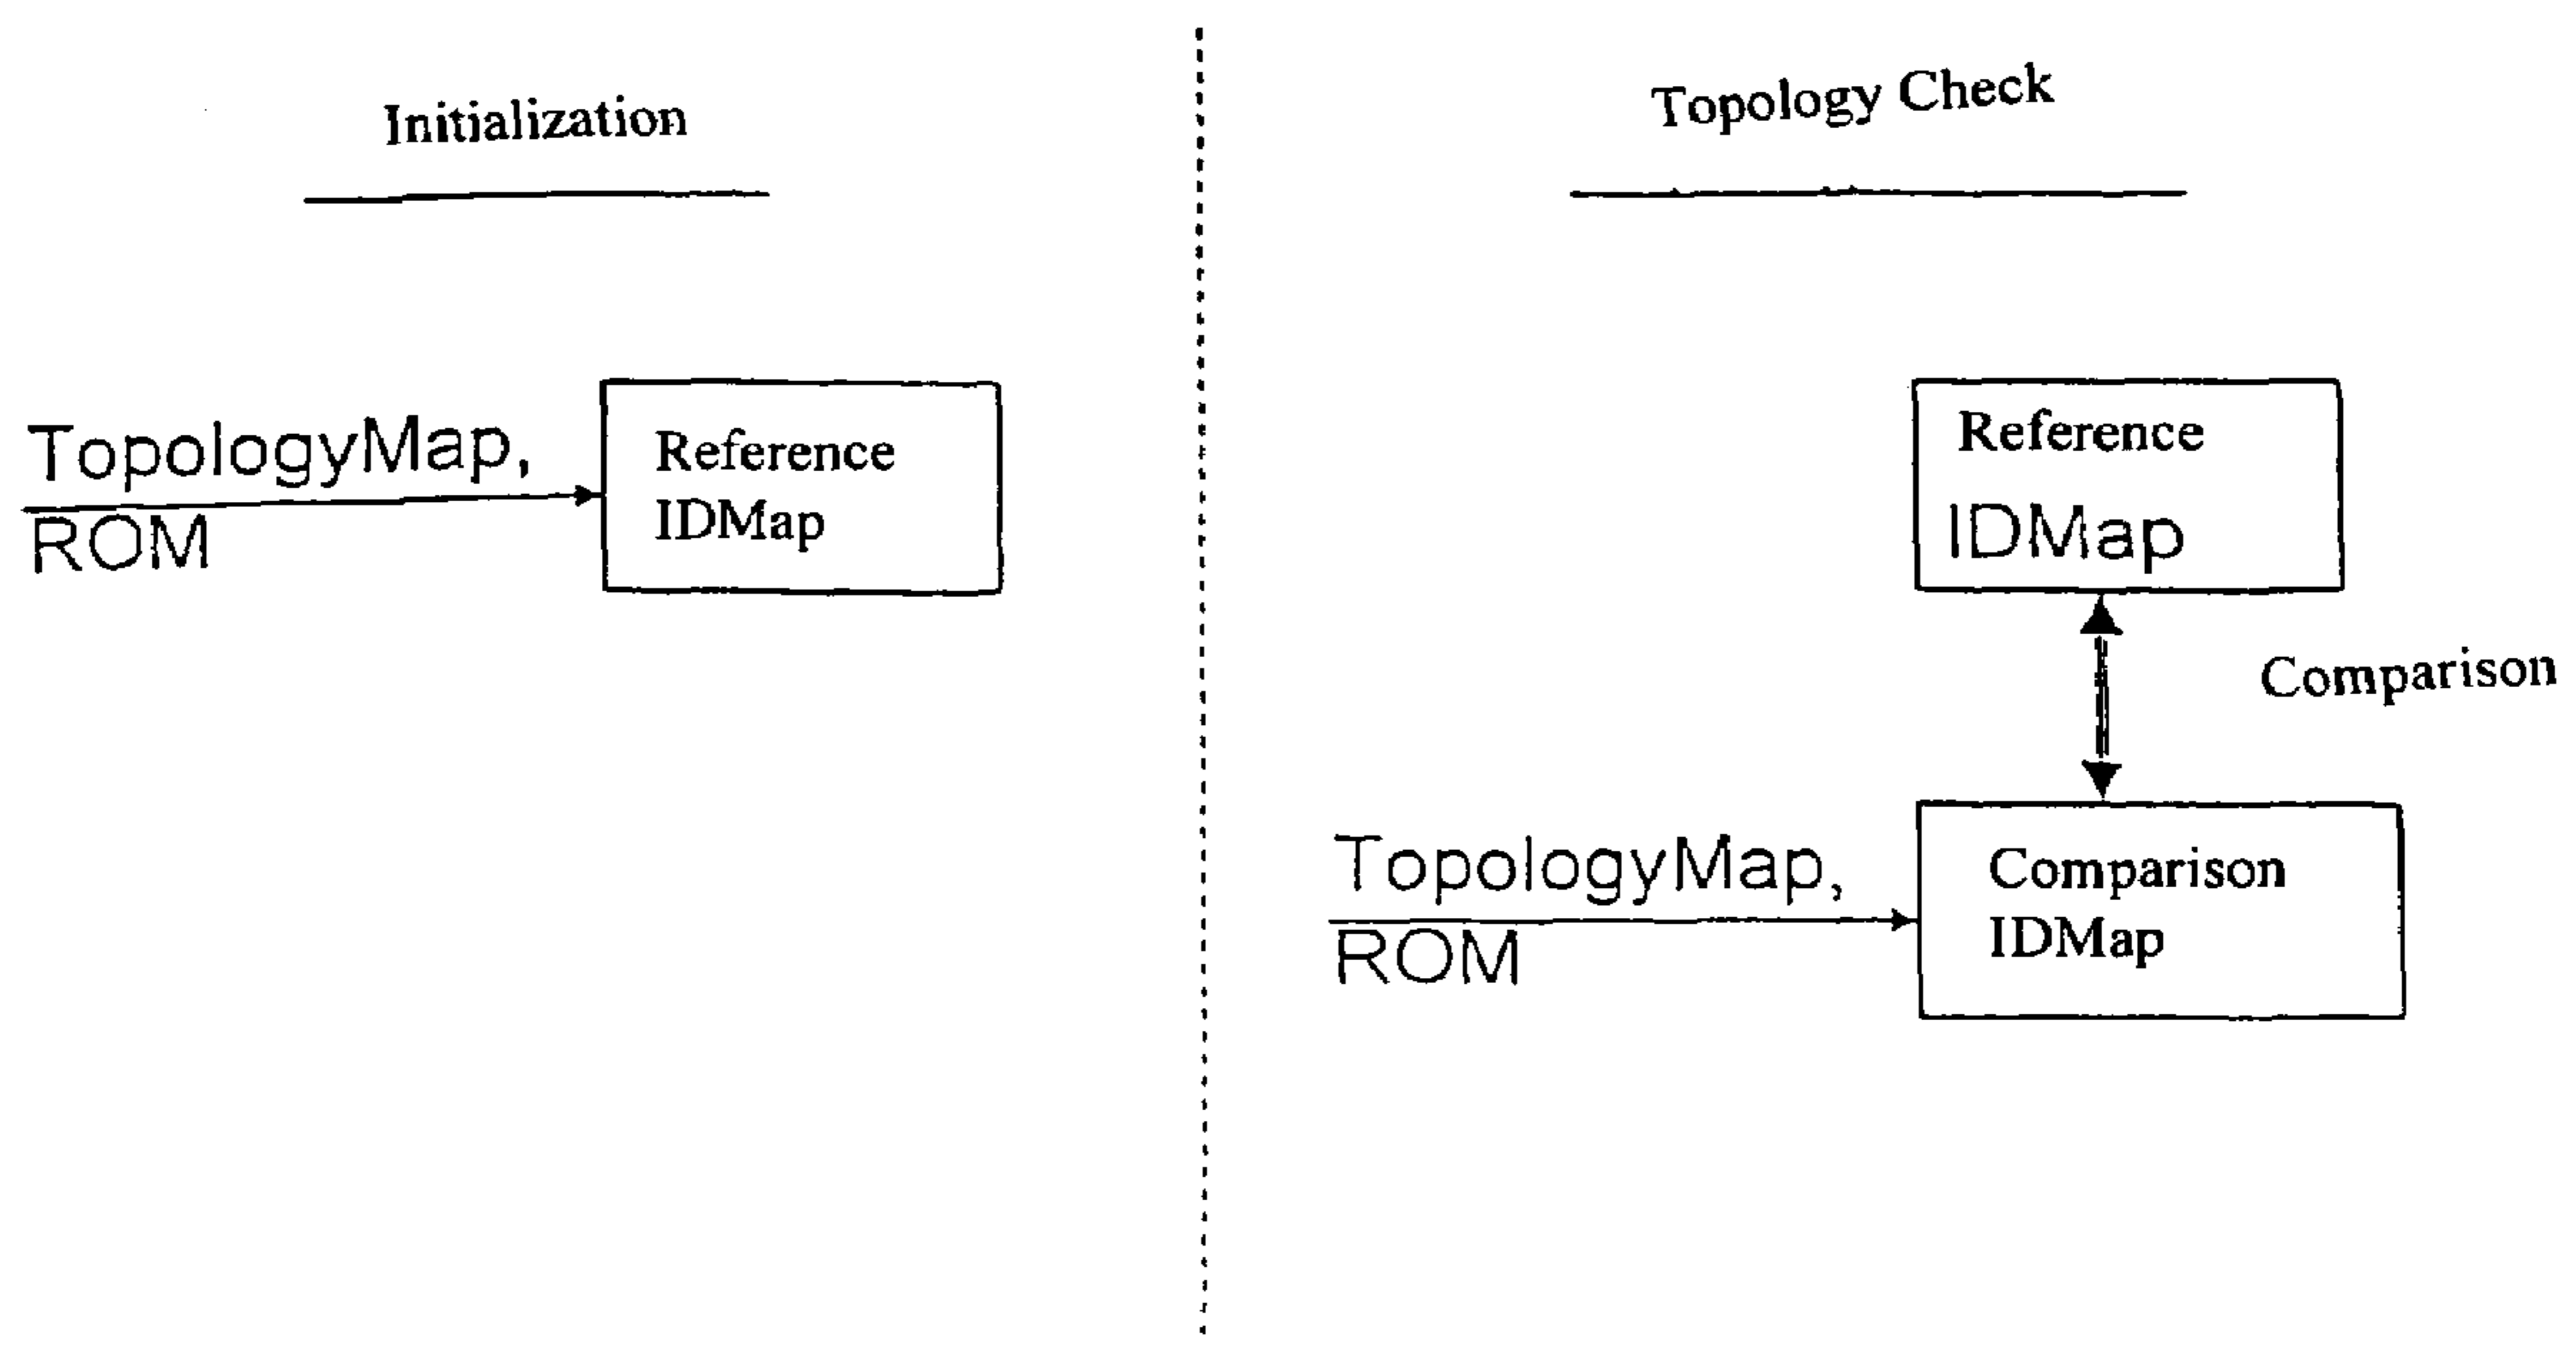 Initialization
TopologyMap,
ROM
Reference
IDMap
Topology Check
Reference
IDMap
Comparison
TopologyMap,
ROM
Comparison
IDMap